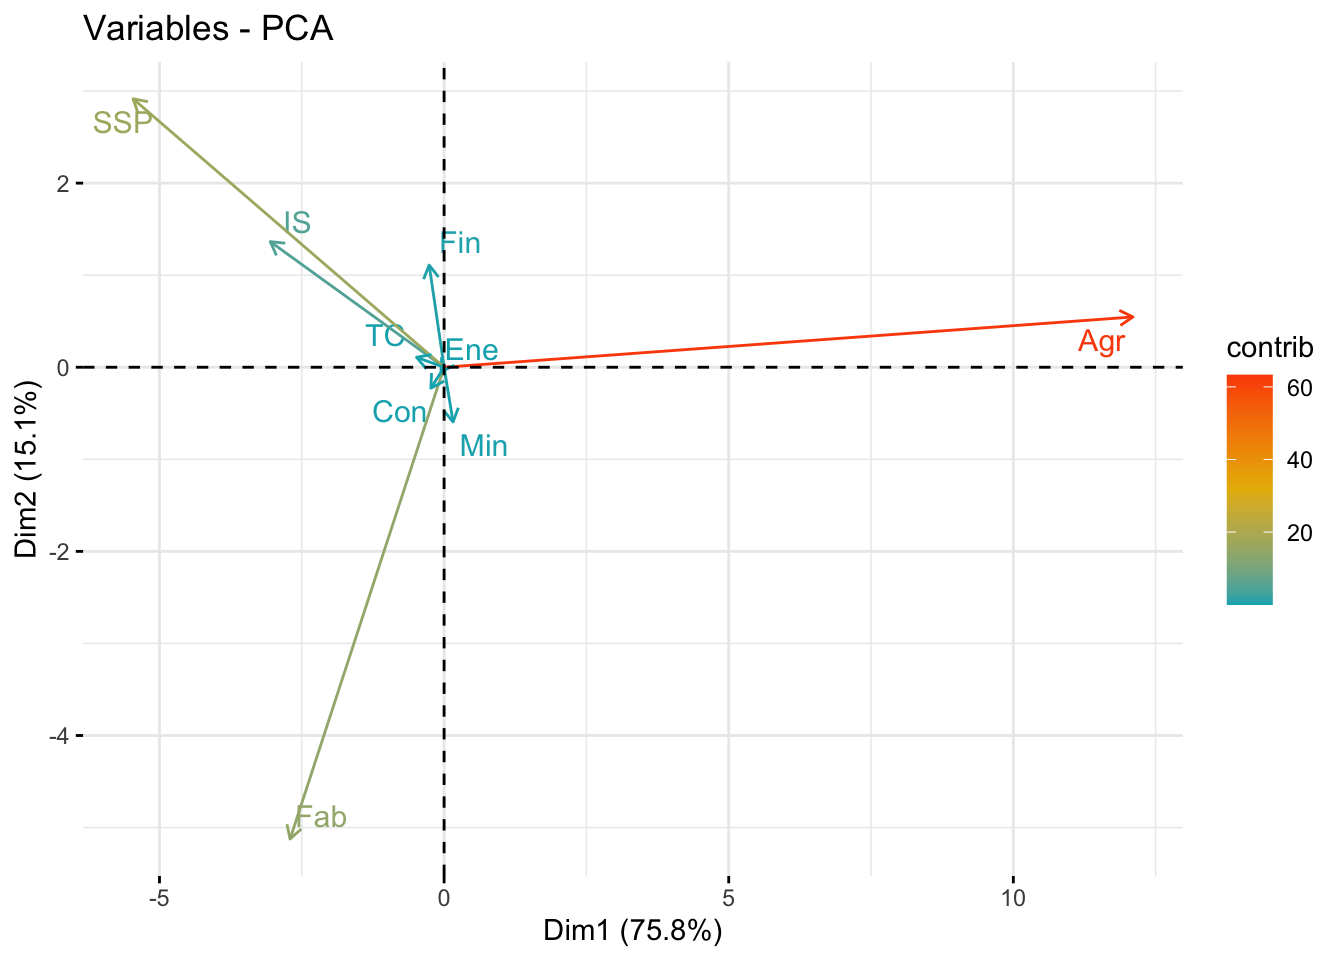 Variables - PCA
SSP
IS
Fin
TC
Ene
Agr
Con
Min
Fab
2
0
-2
-4
-5
0
5
10
Dim1 (75.8%)
Dim2 (15.1%)
contrib
60
40
20